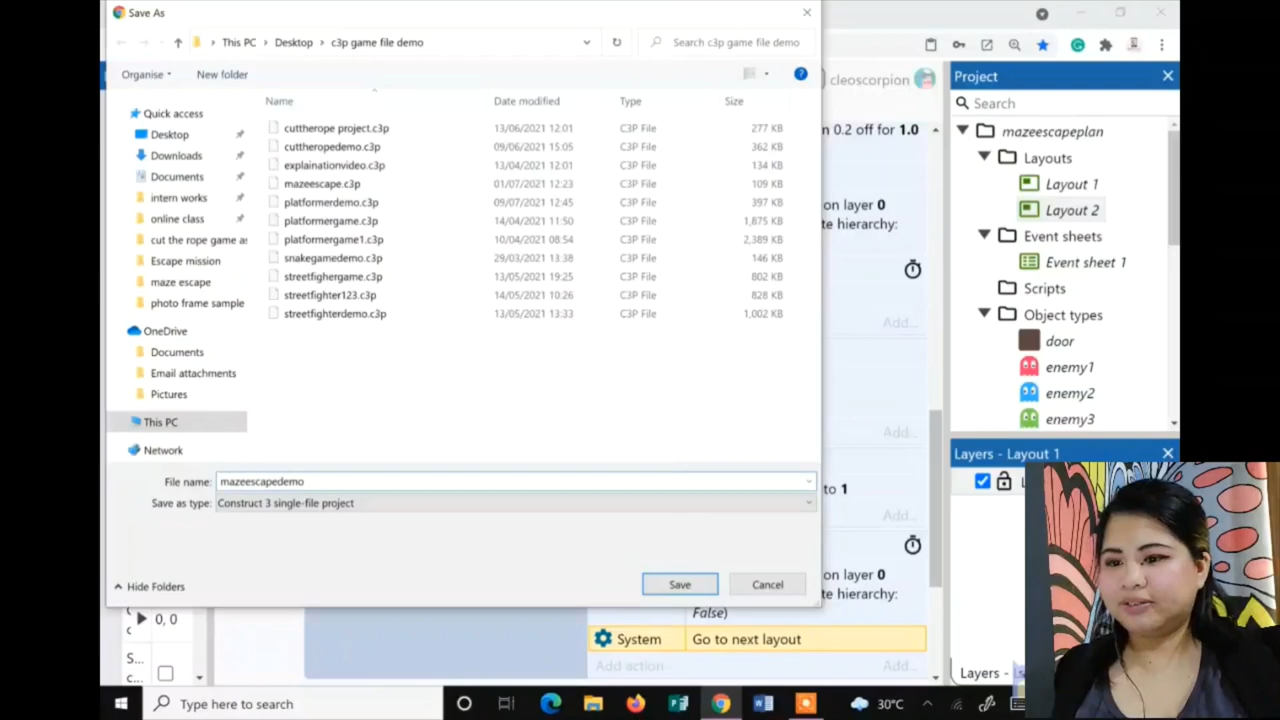 Save As
This PC > Desktop > c3p game file demo
Search c3p game file demo
cleoscorpion
Organise
New folder
Name Date modified Type Size
Quick access
Desktop
Downloads
Documents
intern works
online class
cut the rope game as
Escape mission
maze escape
photo frame sample
OneDrive
Documents
Email attachments
Pictures
This PC
Network
cuttherope project.c3p 13/06/2021 12:01 C3P File 277 KB
cuttheropedemo.c3p 09/06/2021 15:05 C3P File 362 KB
explainationvideo.c3p 13/04/2021 12:01 C3P File 134 KB
mazeescape.c3p 01/07/2021 12:23 C3P File 109 KB
platformerdemo.c3p 09/07/2021 12:45 C3P File 397 KB
platformergame.c3p 14/04/2021 11:50 C3P File 1,875 KB
platformergame1.c3p 10/04/2021 08:54 C3P File 2,389 KB
snakegamedemo.c3p 29/03/2021 13:38 C3P File 146 KB
streetfighergame.c3p 13/05/2021 19:25 C3P File 802 KB
streetfighter123.c3p 14/05/2021 10:26 C3P File 828 KB
streetfighterdemo.c3p 13/05/2021 13:33 C3P File 1,002 KB
File name: mazeescapedemo
Save as type: Construct 3 single-file project
Hide Folders
Save
Cancel
n 0.2 off for 1.0
on layer 0
te hierarchy:
Add...
Add...
to 1
Add...
on layer 0
te hierarchy:
False)
System Go to next layout
Add action Add...
0, 0
S...
c...
Project
Search
mazeescapeplan
Layouts
Layout 1
Layout 2
Event sheets
Event sheet 1
Scripts
Object types
door
enemy1
enemy2
enemy3
Layers - Layout 1
Layers -
Type here to search
30°C